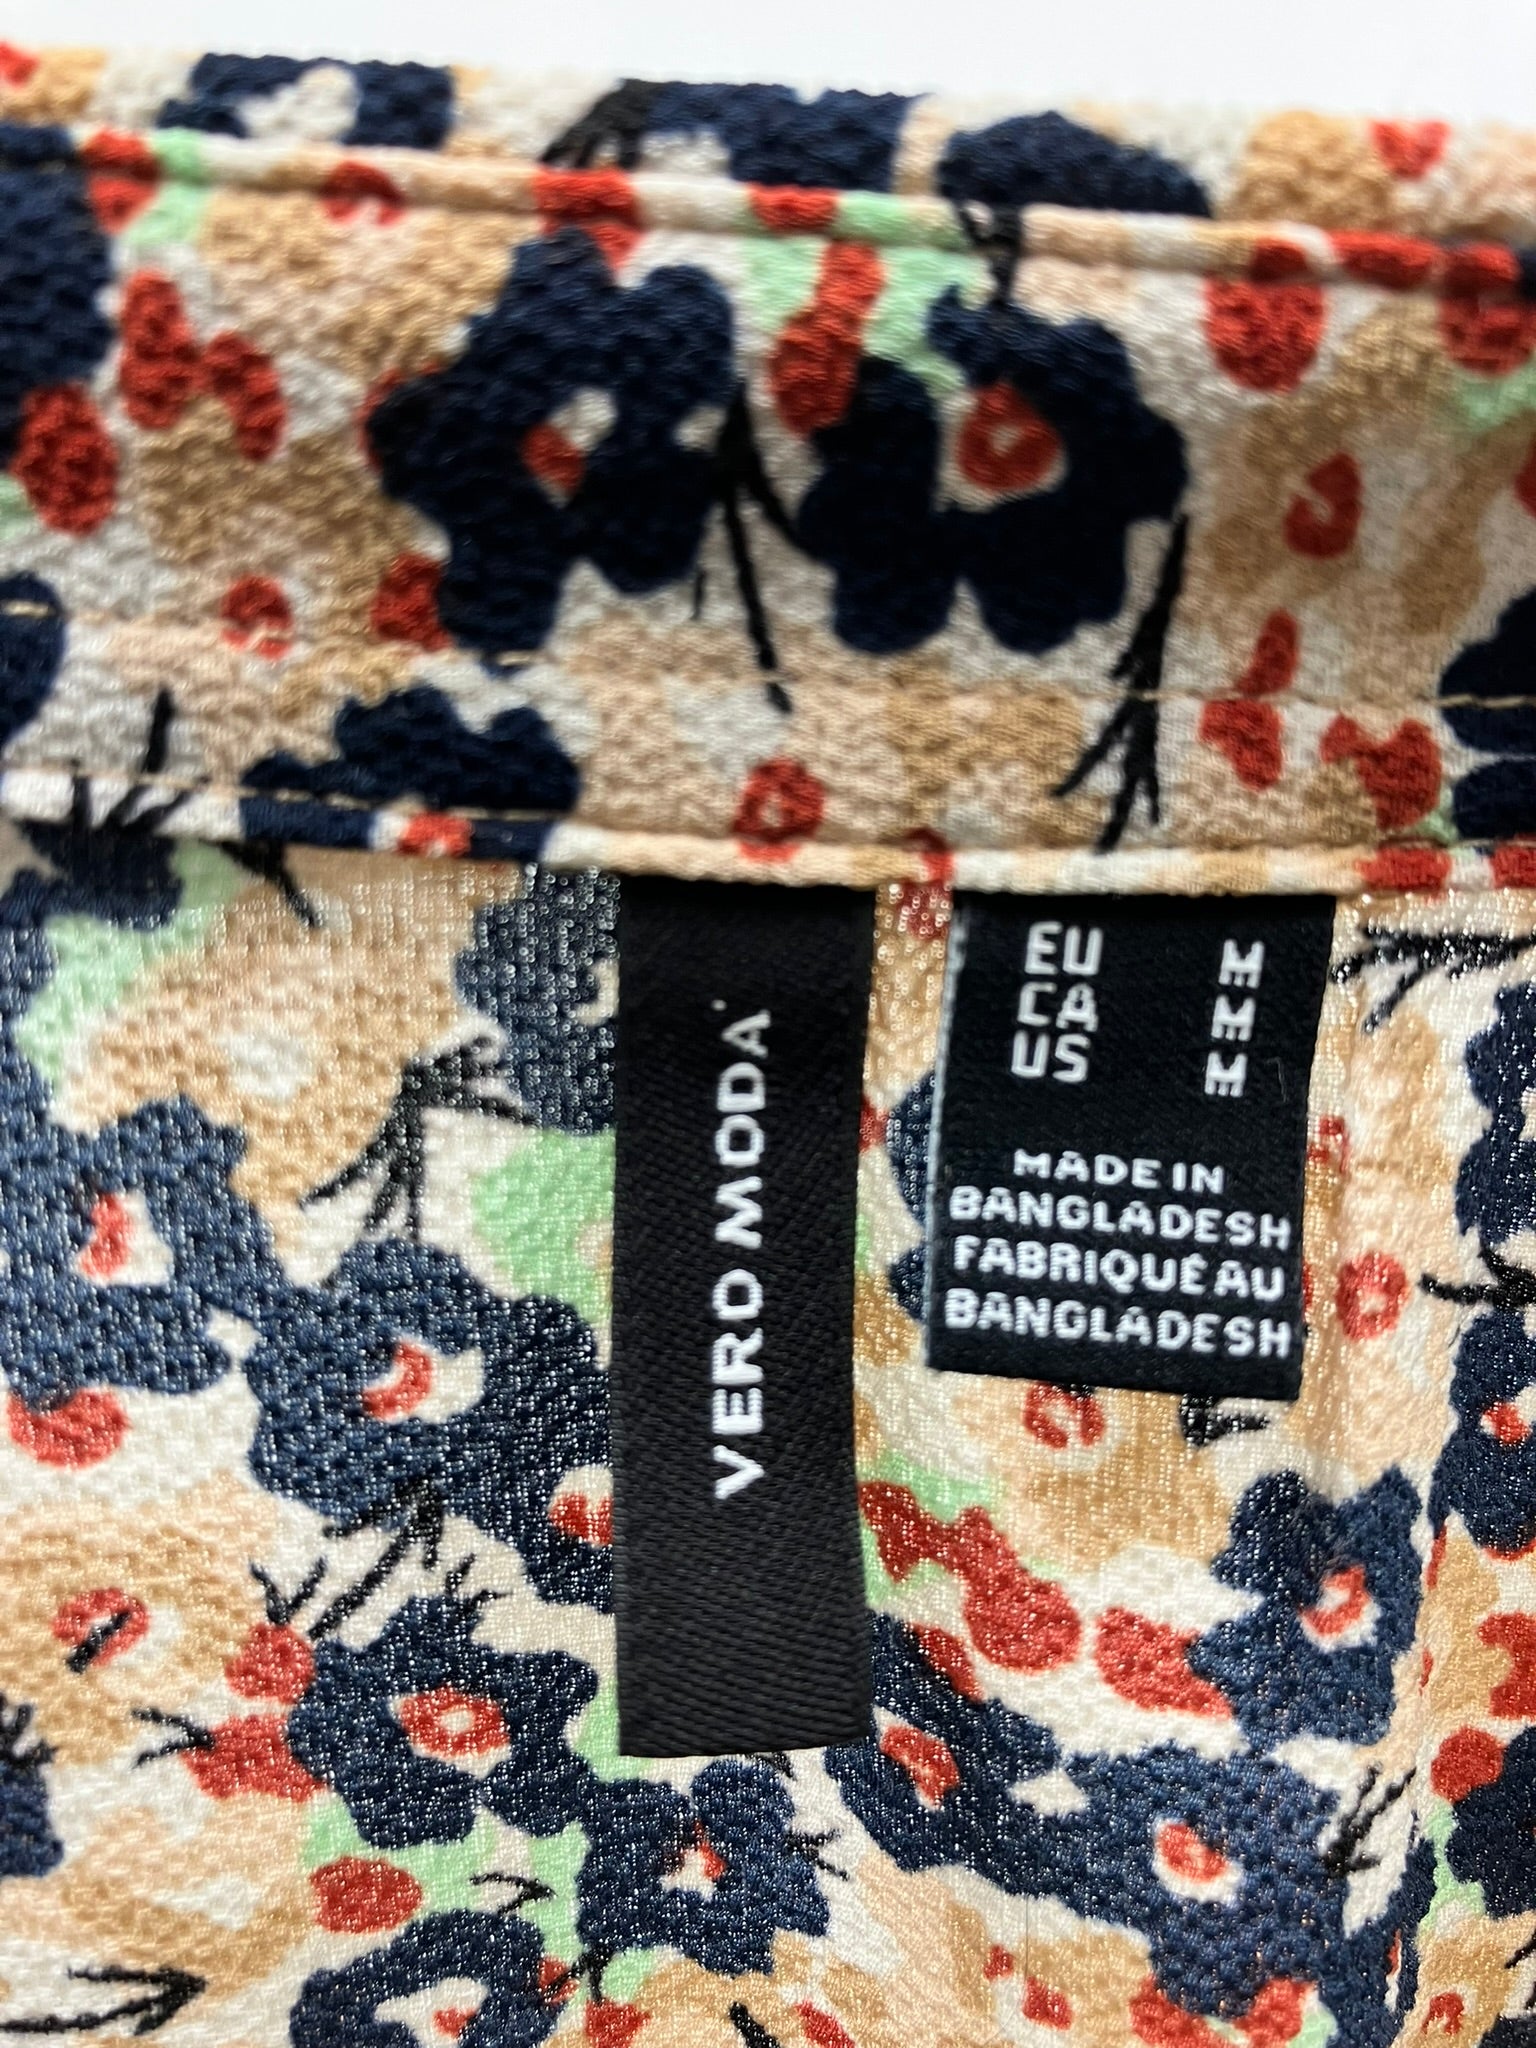 VERO MODA
EU M
CA M
US M
MADE IN
BANGLADESH
FABRIQUÉ AU
BANGLADESH